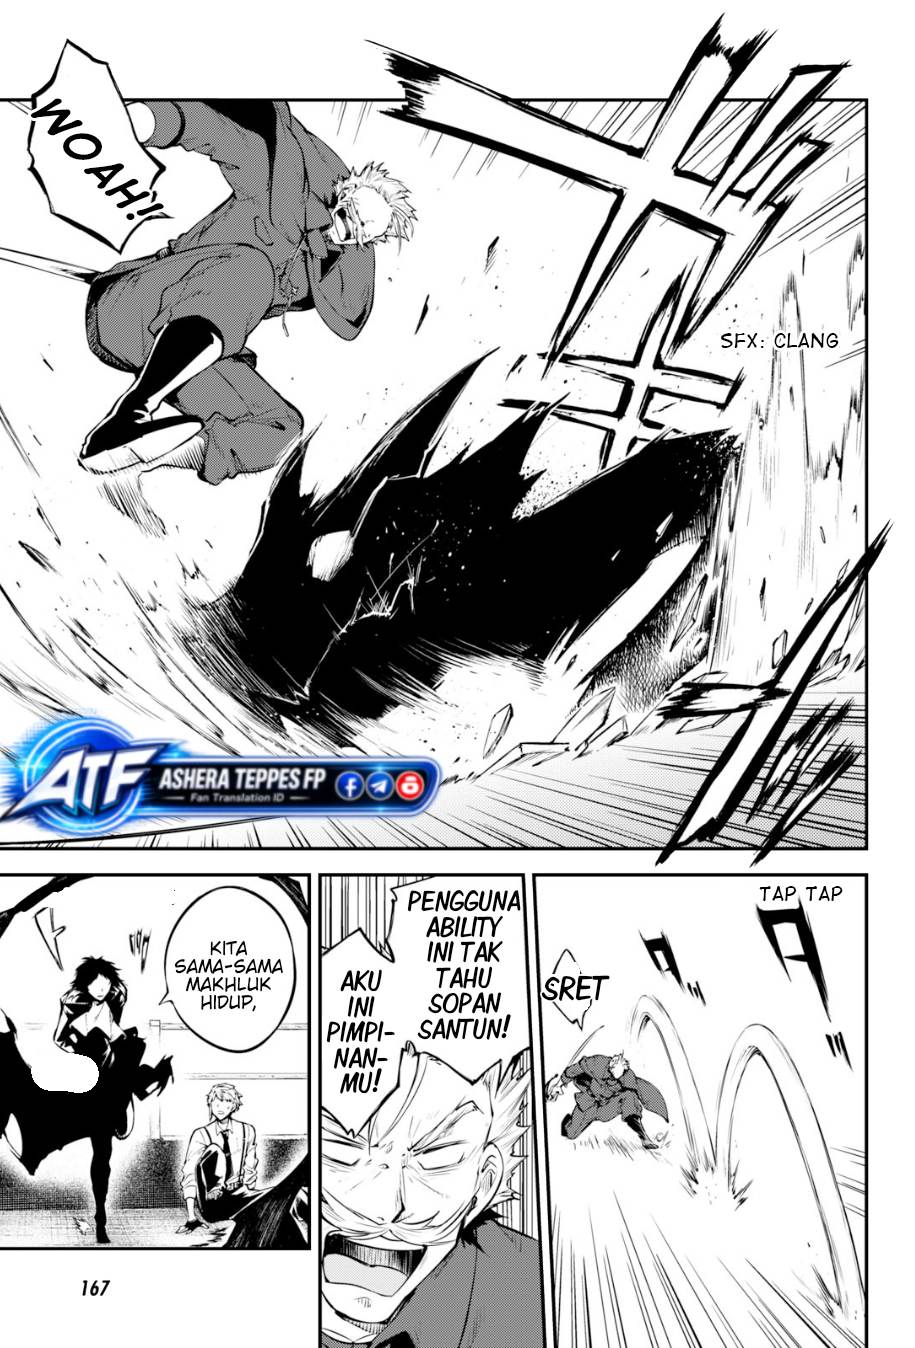 WOAH!!
SFX: CLANG
ATF
ASHERA TEPPES FP
Fan Translation ID
TAP TAP
SRET
PENGGUNA
ABILITY
INI TAK
TAHU
SOPAN
SANTUN!
AKU
INI
PIMPI-
NAN-
MU!
KITA
SAMA-SAMA
MAKHLUK
HIDUP,
167